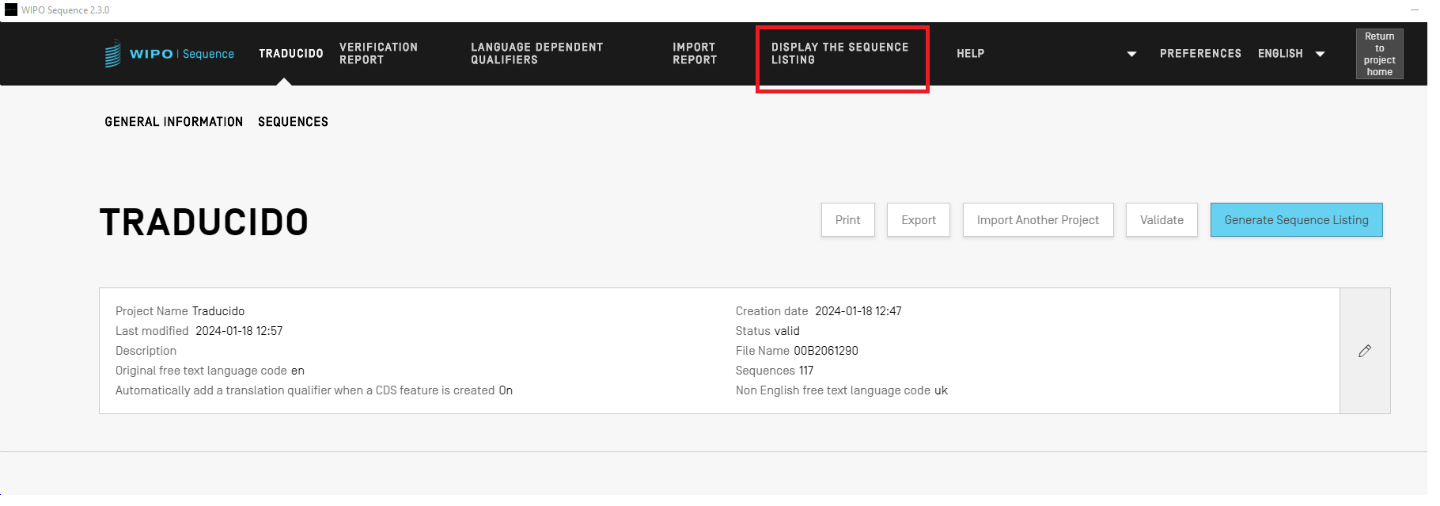 WIPO Sequence 2.3.0
WIPO | Sequence
TRADUCIDO
VERIFICATION
REPORT
LANGUAGE DEPENDENT
QUALIFIERS
IMPORT
REPORT
DISPLAY THE SEQUENCE
LISTING
HELP
PREFERENCES
ENGLISH
Return
to
project
home
GENERAL INFORMATION SEQUENCES
TRADUCIDO
Print
Export
Import Another Project
Validate
Generate Sequence Listing
Project Name Traducido
Last modified 2024-01-18 12:57
Description
Original free text language code en
Automatically add a translation qualifier when a CDS feature is created On
Creation date 2024-01-18 12:47
Status valid
File Name 00B2061290
Sequences 117
Non English free text language code uk